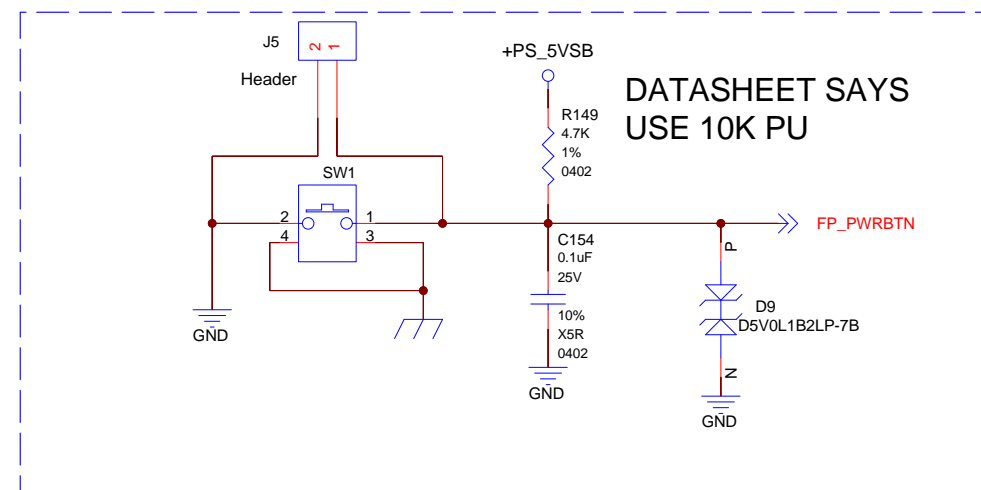 J5
2
1
Header
+PS_5VSB
R149
4.7K
1%
0402
DATASHEET SAYS
USE 10K PU
SW1
2
1
4
3
FP_PWRBTN
C154
0.1uF
25V
10%
X5R
0402
P
D9
D5V0L1B2LP-7B
N
GND
GND
GND